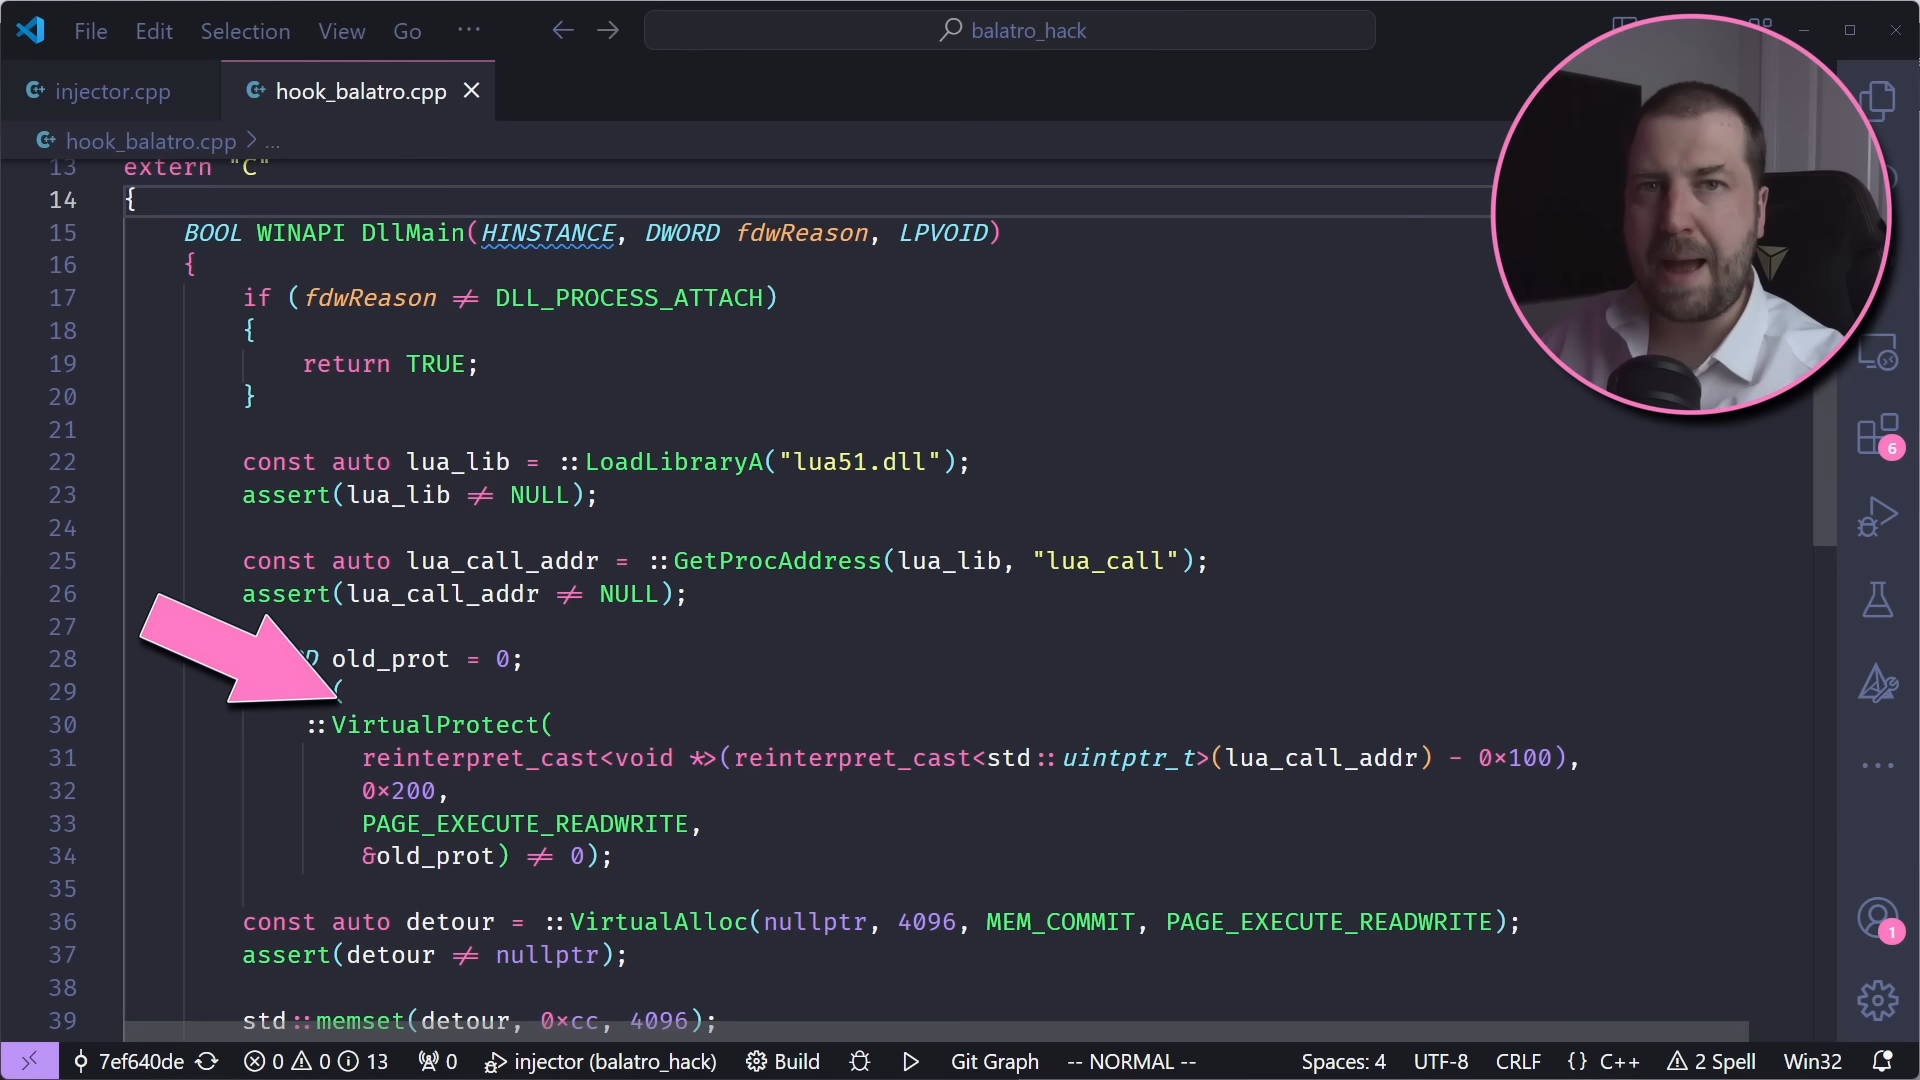 File Edit Selection View Go ... balatro_hack
injector.cpp hook_balatro.cpp
hook_balatro.cpp > ...
13 extern "C"
14 {
15 BOOL WINAPI DllMain(HINSTANCE, DWORD fdwReason, LPVOID)
16 {
17 if (fdwReason ≠ DLL_PROCESS_ATTACH)
18 {
19 return TRUE;
20 }
21
22 const auto lua_lib = ::LoadLibraryA("lua51.dll");
23 assert(lua_lib ≠ NULL);
24
25 const auto lua_call_addr = ::GetProcAddress(lua_lib, "lua_call");
26 assert(lua_call_addr ≠ NULL);
27
28 D old_prot = 0;
29 (
30 ::VirtualProtect(
31 reinterpret_cast<void *>(reinterpret_cast<std::uintptr_t>(lua_call_addr) - 0×100),
32 0×200,
33 PAGE_EXECUTE_READWRITE,
34 &old_prot) ≠ 0);
35
36 const auto detour = ::VirtualAlloc(nullptr, 4096, MEM_COMMIT, PAGE_EXECUTE_READWRITE);
37 assert(detour ≠ nullptr);
38
39 std::memset(detour, 0×cc, 4096);
6
1
7ef640de 0 0 13 0 injector (balatro_hack) Build Git Graph -- NORMAL -- Spaces: 4 UTF-8 CRLF {} C++ 2 Spell Win32